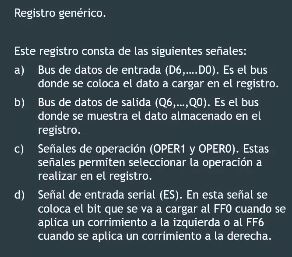 Registro genérico.
Este registro consta de las siguientes señales:
a) Bus de datos de entrada (D6,....D0). Es el bus
donde se coloca el dato a cargar en el registro.
b) Bus de datos de salida (Q6,…,Q0). Es el bus
donde se muestra el dato almacenado en el
registro.
c) Señales de operación (OPER1 y OPER0). Estas
señales permiten seleccionar la operación a
realizar en el registro.
d) Señal de entrada serial (ES). En esta señal se
coloca el bit que se va a cargar al FF0 cuando se
aplica un corrimiento a la izquierda o al FF6
cuando se aplica un corrimiento a la derecha.